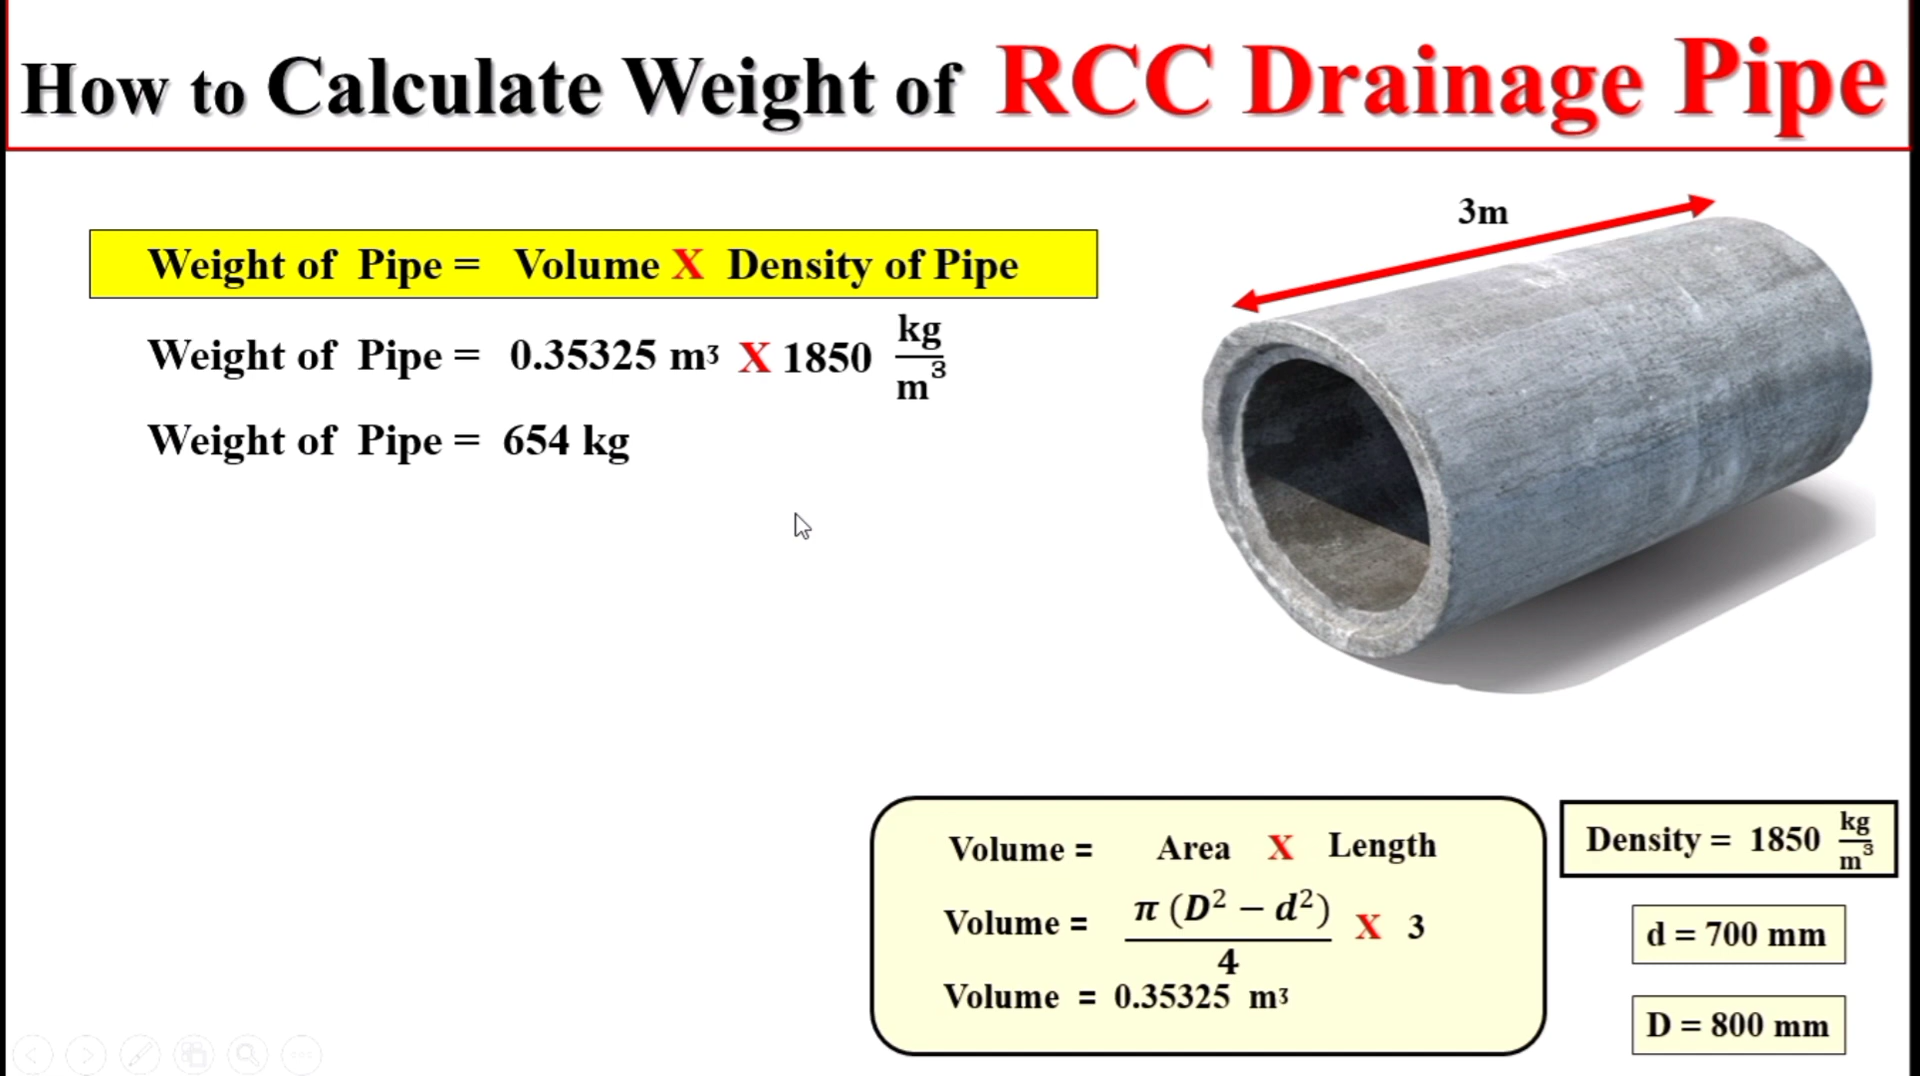 How to Calculate Weight of RCC Drainage Pipe
3m
Weight of Pipe = Volume X Density of Pipe
Weight of Pipe = 0.35325 m³ X 1850 kg/m³
Weight of Pipe = 654 kg
Volume = Area X Length
Volume = π (D² − d²)/4 X 3
Volume = 0.35325 m³
Density = 1850 kg/m³
d = 700 mm
D = 800 mm